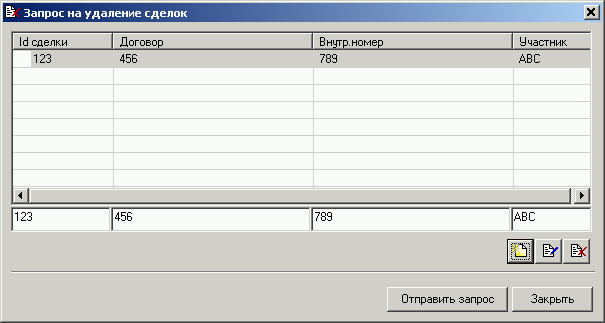 Запрос на удаление сделок
Id сделки Договор Внутр.номер Участник
123 456 789 ABC
123 456 789 ABC
Отправить запрос Закрыть